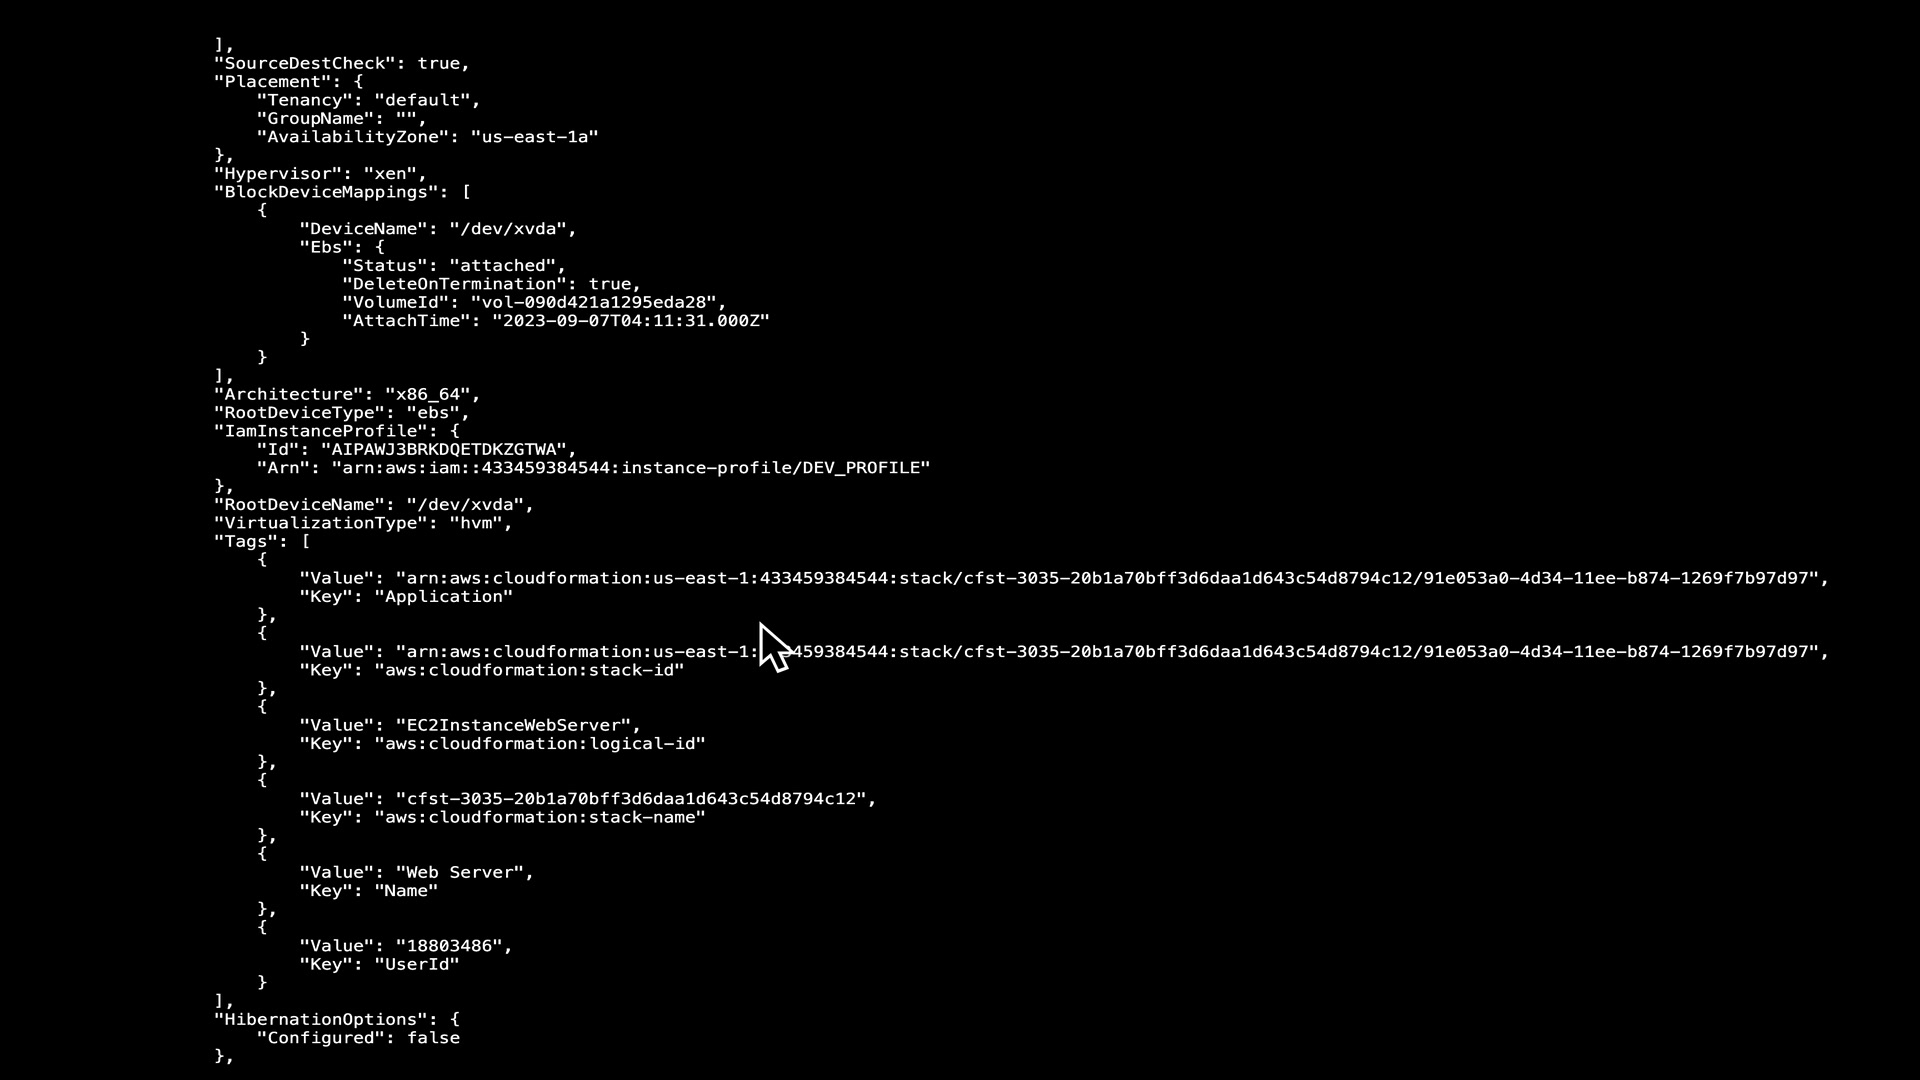 ],
"SourceDestCheck": true,
"Placement": {
"Tenancy": "default",
"GroupName": "",
"AvailabilityZone": "us-east-1a"
},
"Hypervisor": "xen",
"BlockDeviceMappings": [
{
"DeviceName": "/dev/xvda",
"Ebs": {
"Status": "attached",
"DeleteOnTermination": true,
"VolumeId": "vol-090d421a1295eda28",
"AttachTime": "2023-09-07T04:11:31.000Z"
}
}
],
"Architecture": "x86_64",
"RootDeviceType": "ebs",
"IamInstanceProfile": {
"Id": "AIPAWJ3BRKDQETDKZGTWA",
"Arn": "arn:aws:iam::433459384544:instance-profile/DEV_PROFILE"
},
"RootDeviceName": "/dev/xvda",
"VirtualizationType": "hvm",
"Tags": [
{
"Value": "arn:aws:cloudformation:us-east-1:433459384544:stack/cfst-3035-20b1a70bff3d6daa1d643c54d8794c12/91e053a0-4d34-11ee-b874-1269f7b97d97",
"Key": "Application"
},
{
"Value": "arn:aws:cloudformation:us-east-1:433459384544:stack/cfst-3035-20b1a70bff3d6daa1d643c54d8794c12/91e053a0-4d34-11ee-b874-1269f7b97d97",
"Key": "aws:cloudformation:stack-id"
},
{
"Value": "EC2InstanceWebServer",
"Key": "aws:cloudformation:logical-id"
},
{
"Value": "cfst-3035-20b1a70bff3d6daa1d643c54d8794c12",
"Key": "aws:cloudformation:stack-name"
},
{
"Value": "Web Server",
"Key": "Name"
},
{
"Value": "18803486",
"Key": "UserId"
}
],
"HibernationOptions": {
"Configured": false
},